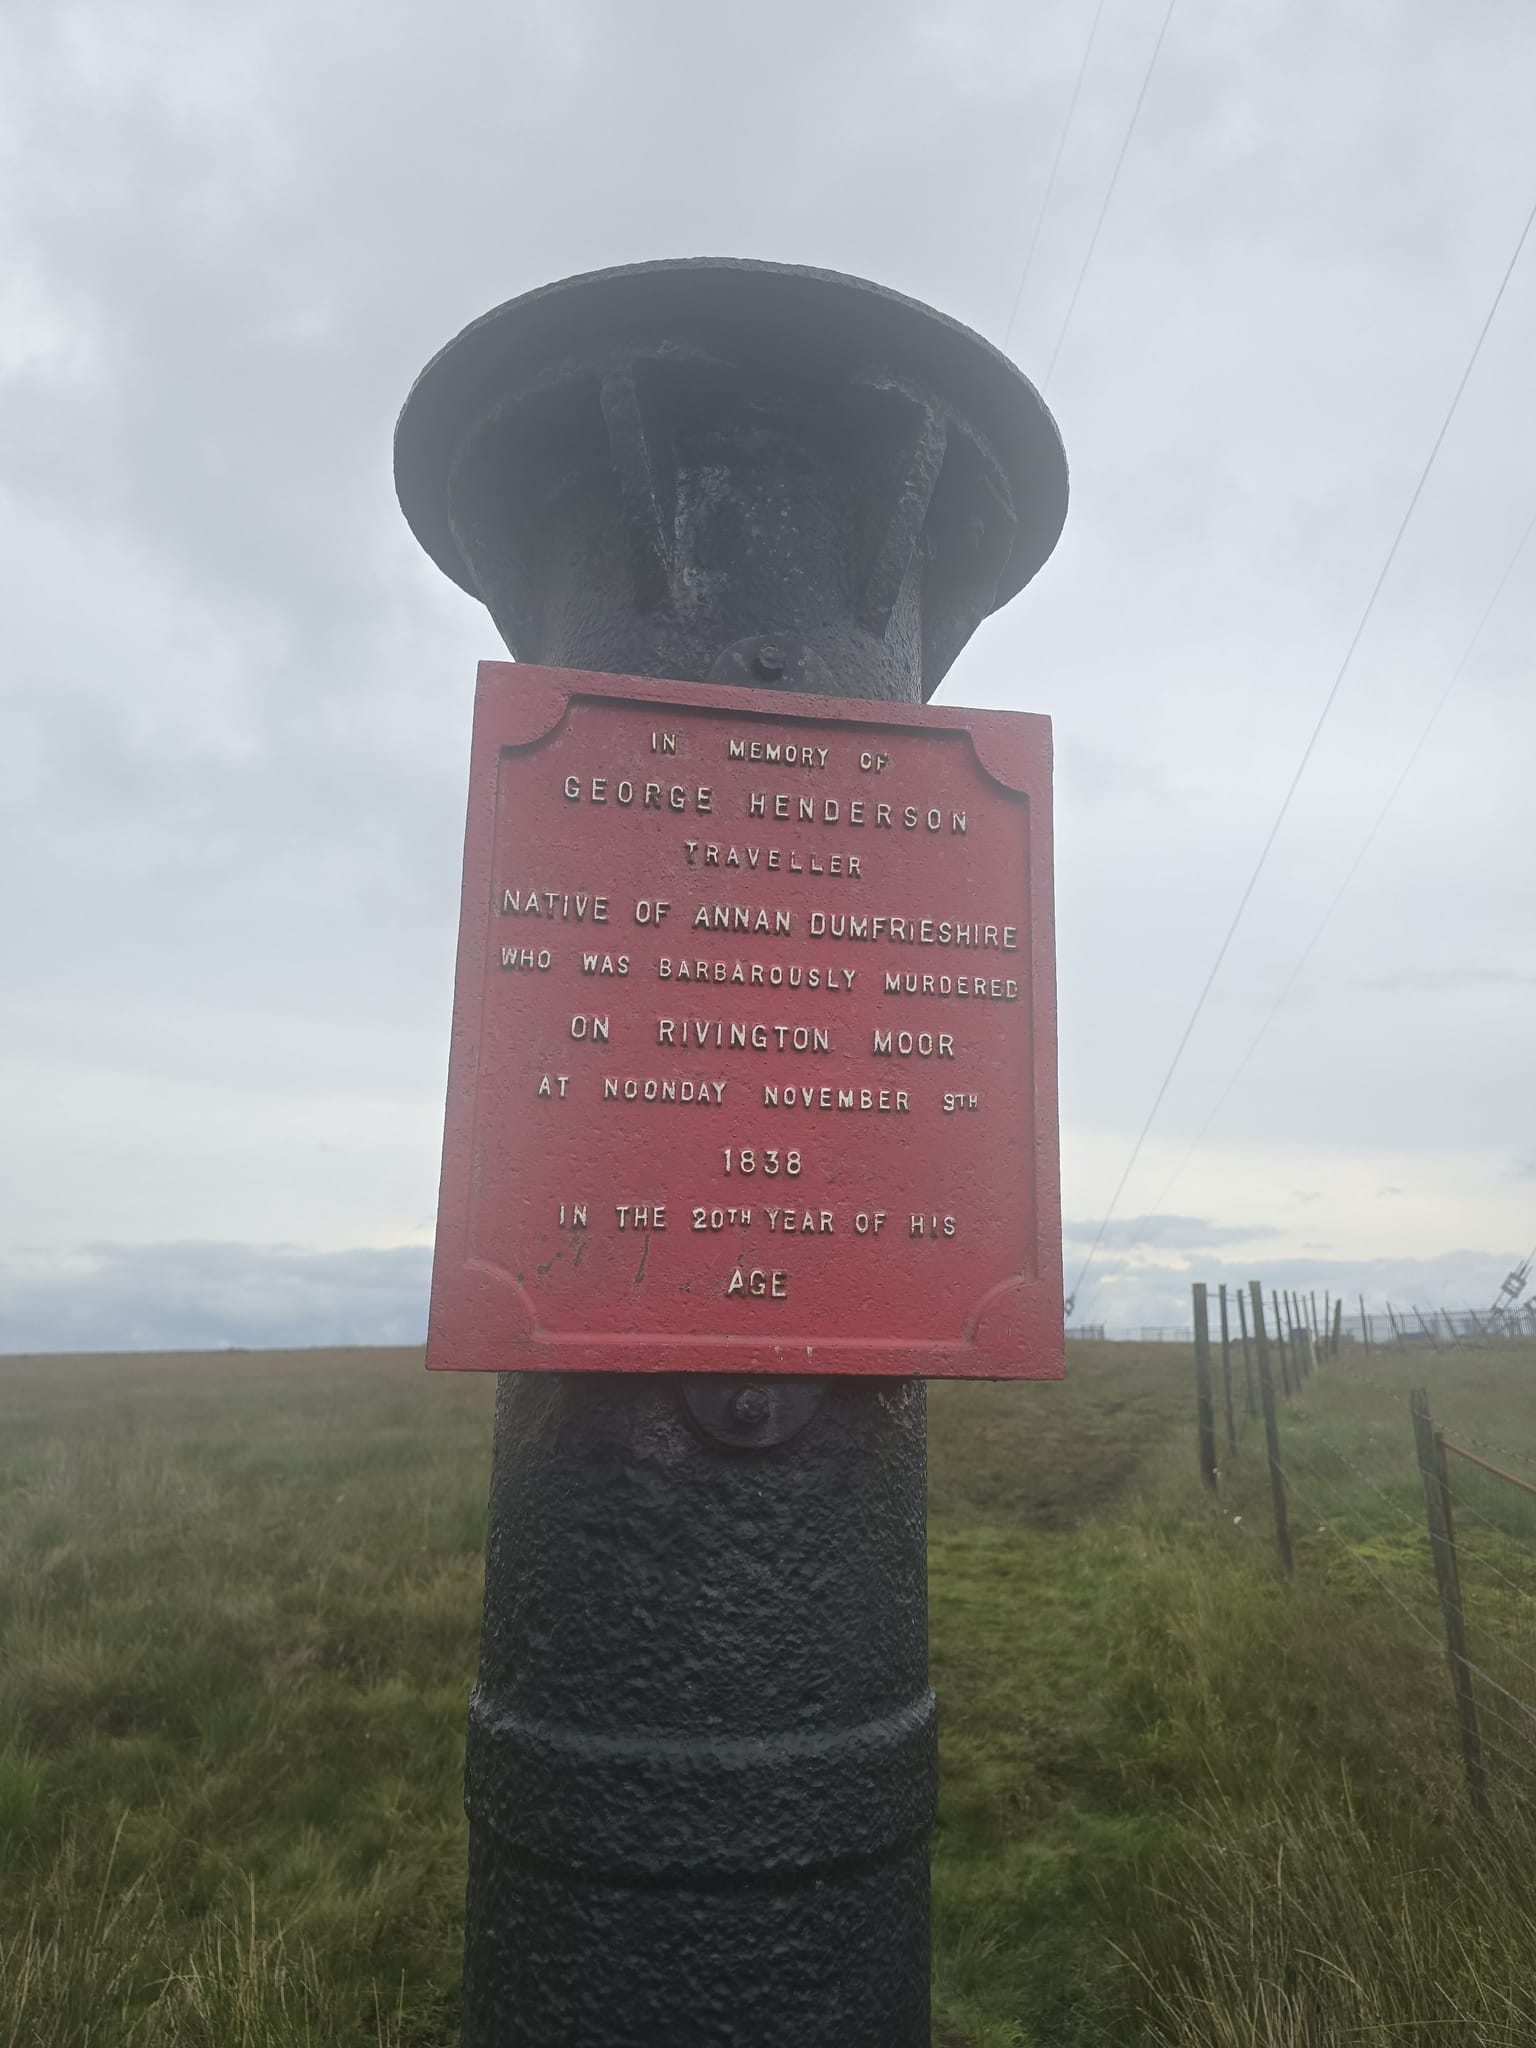 IN MEMORY OF
GEORGE HENDERSON
TRAVELLER
NATIVE OF ANNAN DUMFRIESHIRE
WHO WAS BARBAROUSLY MURDERED
ON RIVINGTON MOOR
AT NOONDAY NOVEMBER 9TH
1838
IN THE 20TH YEAR OF HIS
AGE